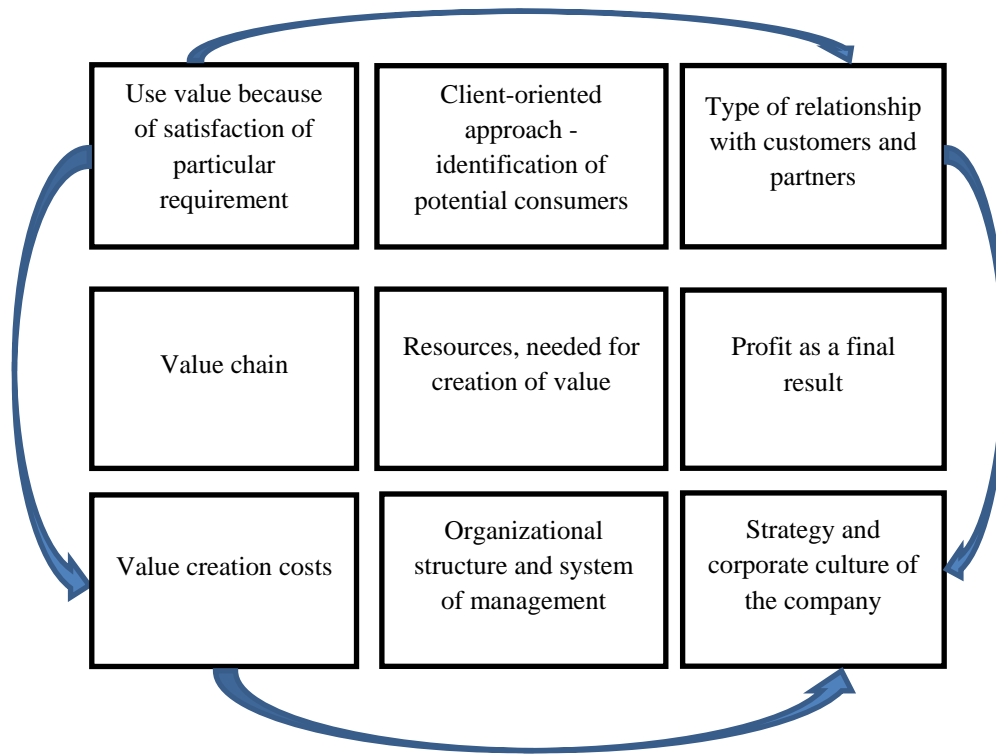 Use value because
of satisfaction of
particular
requirement
Client-oriented
approach -
identification of
potential consumers
Type of relationship
with customers and
partners
Value chain
Resources, needed for
creation of value
Profit as a final
result
Value creation costs
Organizational
structure and system
of management
Strategy and
corporate culture of
the company